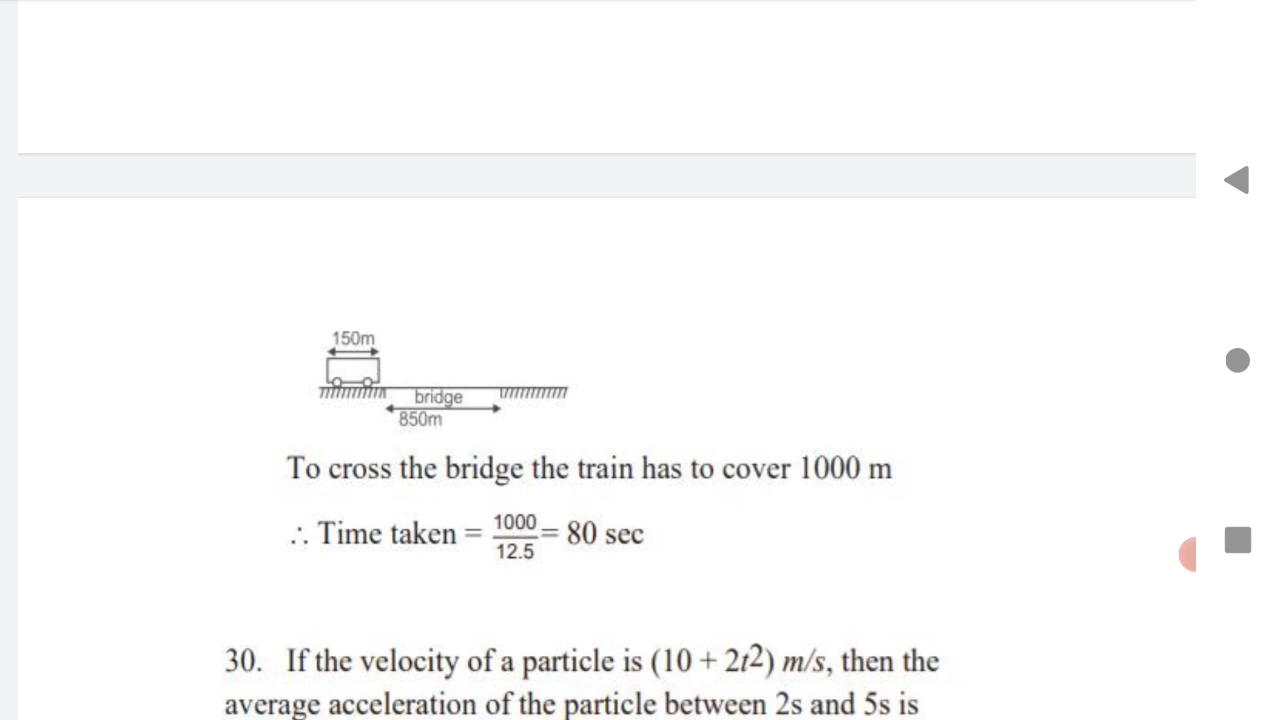 150m
bridge
850m
To cross the bridge the train has to cover 1000 m
∴ Time taken = 1000/12.5 = 80 sec
30. If the velocity of a particle is (10 + 2t²) m/s, then the
average acceleration of the particle between 2s and 5s is